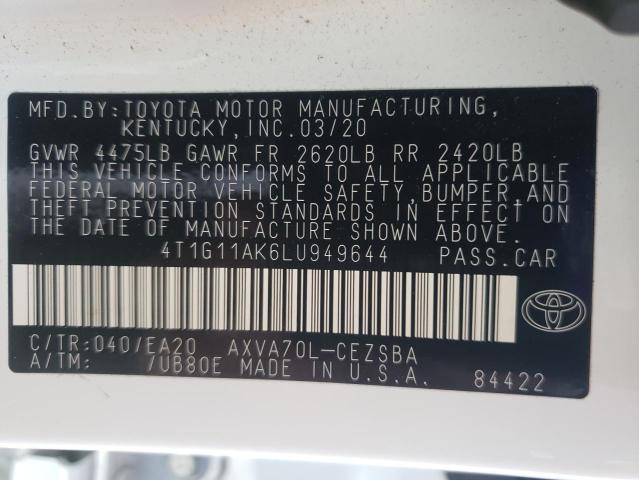 MFD.BY:TOYOTA MOTOR MANUFACTURING,
KENTUCKY,INC.03/20
GVWR 4475LB GAWR FR 2620LB RR 2420LB
THIS VEHICLE CONFORMS TO ALL APPLICABLE
FEDERAL MOTOR VEHICLE SAFETY,BUMPER,AND
THEFT PREVENTION STANDARDS IN EFFECT ON
THE DATE OF MANUFACTURE SHOWN ABOVE.
4T1G11AK6LU949644 PASS.CAR
C/TR:040/EA20 AXVA70L-CEZSBA
A/TM: /UB80E MADE IN U.S.A. 84422